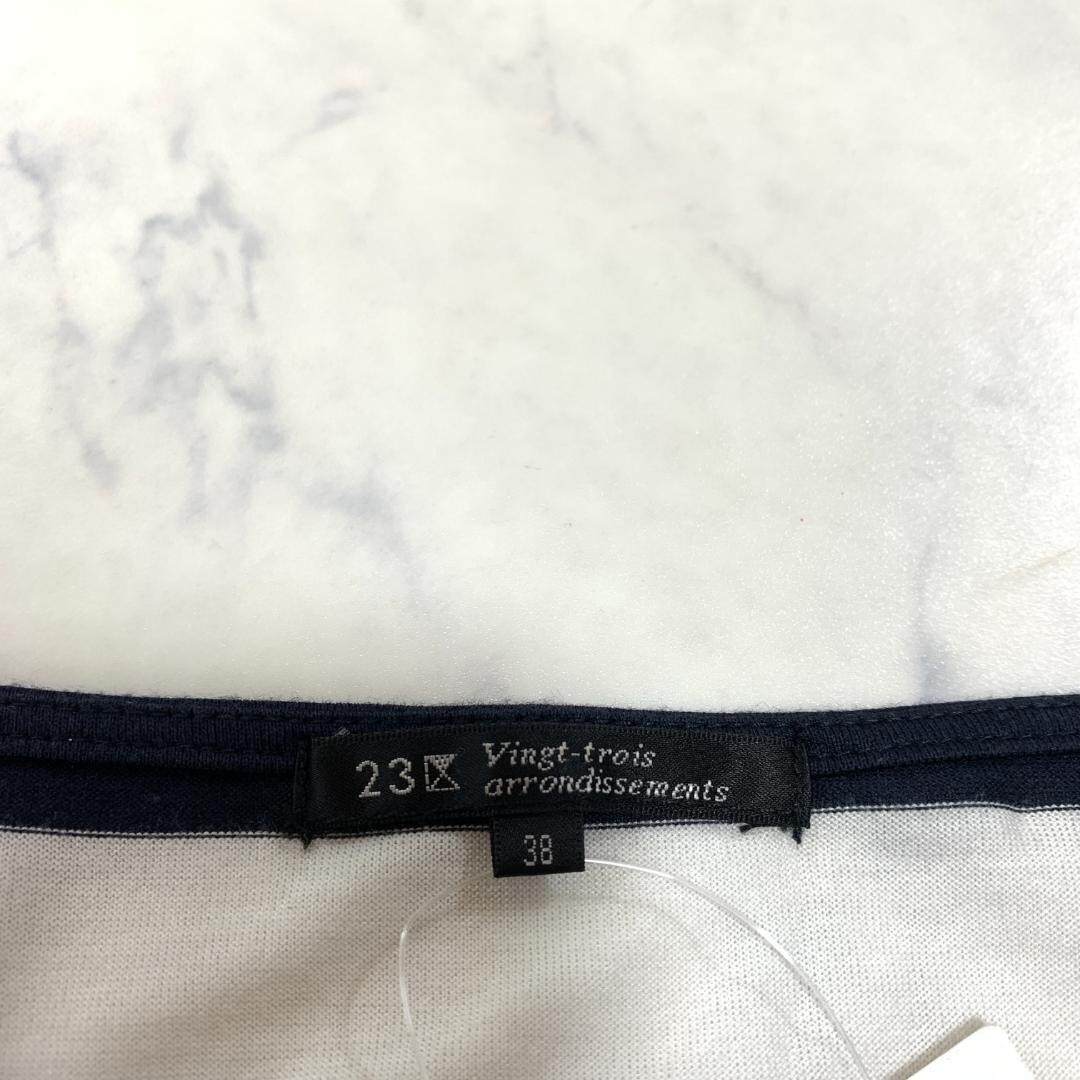 23区 Vingt-trois
arrondissements
38